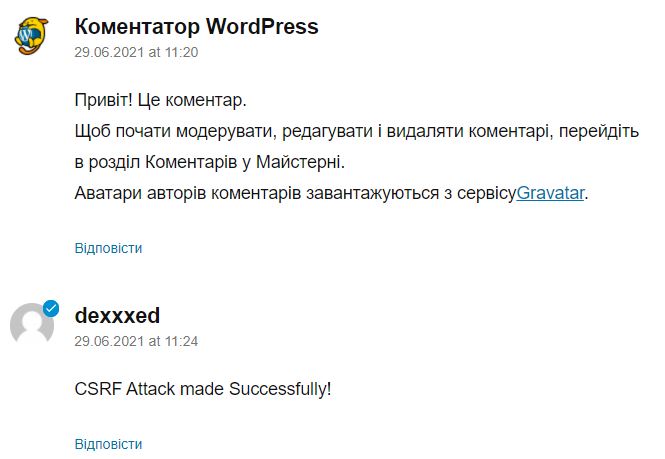 Коментатор WordPress
29.06.2021 at 11:20
Привіт! Це коментар.
Щоб почати модерувати, редагувати і видаляти коментарі, перейдіть
в розділ Коментарів у Майстерні.
Аватари авторів коментарів завантажуються з сервісуGravatar.
Відповісти
dexxxed
29.06.2021 at 11:24
CSRF Attack made Successfully!
Відповісти